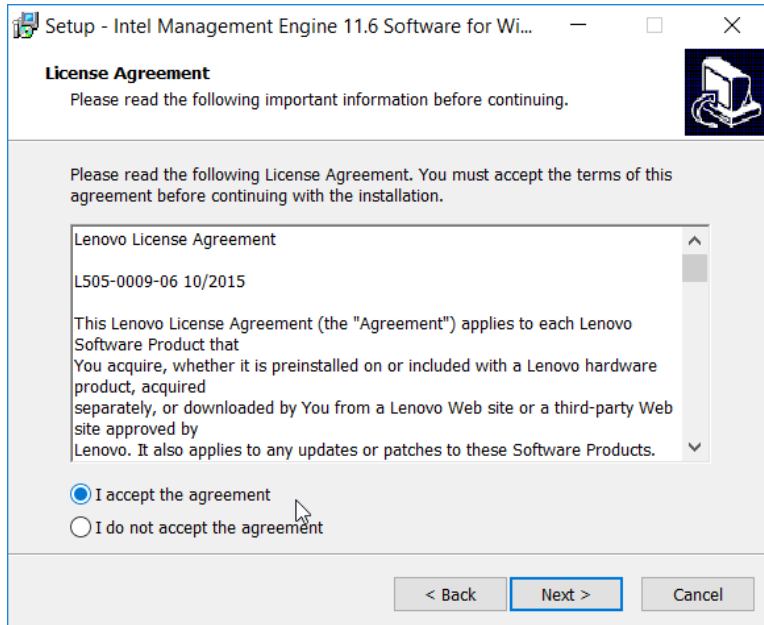 Setup - Intel Management Engine 11.6 Software for Wi...
License Agreement
Please read the following important information before continuing.
Please read the following License Agreement. You must accept the terms of this
agreement before continuing with the installation.
Lenovo License Agreement
L505-0009-06 10/2015
This Lenovo License Agreement (the "Agreement") applies to each Lenovo
Software Product that
You acquire, whether it is preinstalled on or included with a Lenovo hardware
product, acquired
separately, or downloaded by You from a Lenovo Web site or a third-party Web
site approved by
Lenovo. It also applies to any updates or patches to these Software Products.
I accept the agreement
I do not accept the agreement
< Back Next > Cancel